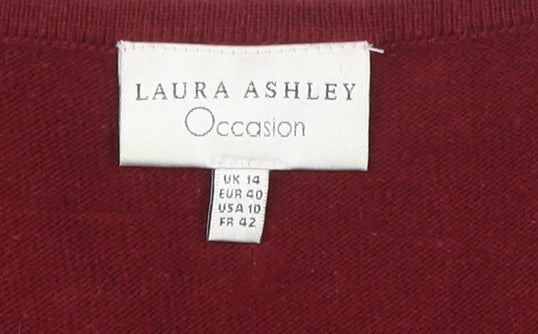 LAURA ASHLEY
Occasion
UK 14
EUR 40
USA 10
FR 42